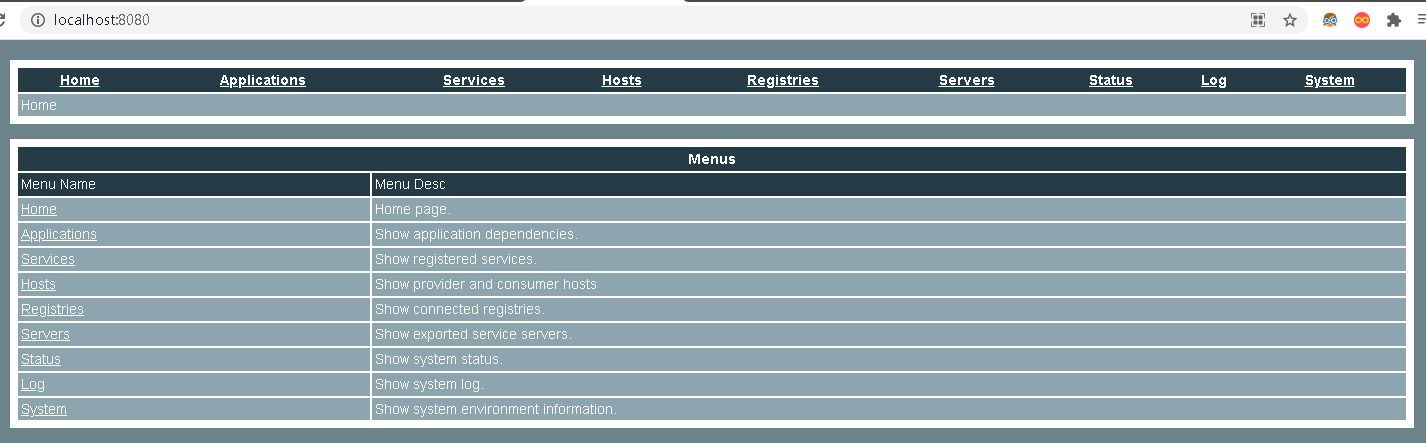 localhost:8080
Home Applications Services Hosts Registries Servers Status Log System
Home
Menus
Menu Name Menu Desc
Home Home page.
Applications Show application dependencies.
Services Show registered services.
Hosts Show provider and consumer hosts
Registries Show connected registries.
Servers Show exported service servers.
Status Show system status.
Log Show system log.
System Show system environment information.